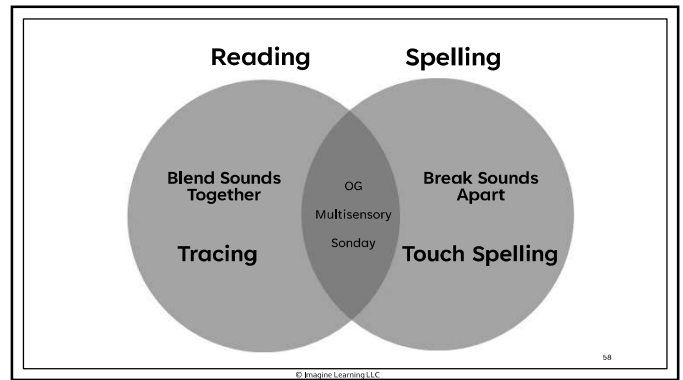 Reading
Spelling
Blend Sounds
Together
Tracing
OG
Multisensory
Sonday
Break Sounds
Apart
Touch Spelling
58
© Imagine Learning LLC